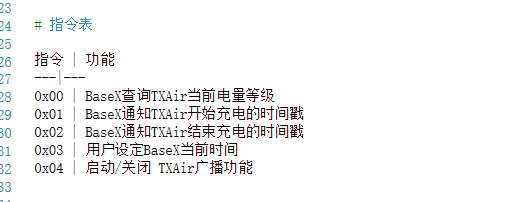 23
24 # 指令表
25
26 指令 | 功能
27 ---|---
28 0x00 | BaseX查询TXAir当前电量等级
29 0x01 | BaseX通知TXAir开始充电的时间戳
30 0x02 | BaseX通知TXAir结束充电的时间戳
31 0x03 | 用户设定BaseX当前时间
32 0x04 | 启动/关闭 TXAir广播功能
33